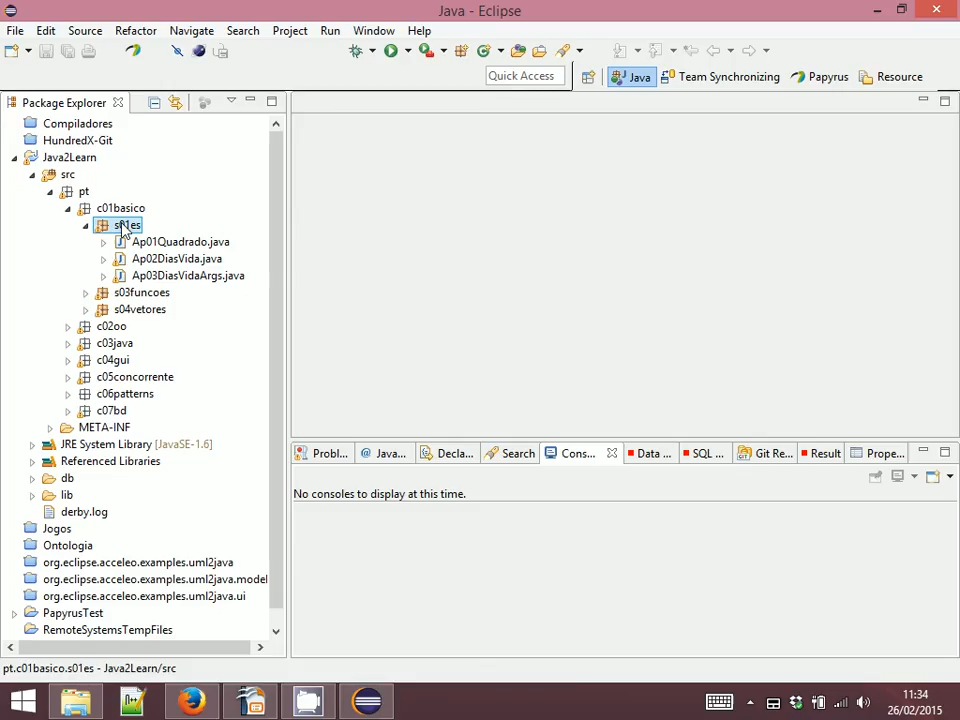 Java - Eclipse
File Edit Source Refactor Navigate Search Project Run Window Help
Quick Access Java Team Synchronizing Papyrus Resource
Package Explorer
Compiladores
HundredX-Git
Java2Learn
src
pt
c01basico
s01es
Ap01Quadrado.java
Ap02DiasVida.java
Ap03DiasVidaArgs.java
s03funcoes
s04vetores
c02oo
c03java
c04gui
c05concorrente
c06patterns
c07bd
META-INF
JRE System Library [JavaSE-1.6]
Referenced Libraries
db
lib
derby.log
Jogos
Ontologia
org.eclipse.acceleo.examples.uml2java
org.eclipse.acceleo.examples.uml2java.model
org.eclipse.acceleo.examples.uml2java.ui
PapyrusTest
RemoteSystemsTempFiles
Probl... Java... Decla... Search Cons... Data ... SQL ... Git Re... Result Prope...
No consoles to display at this time.
pt.c01basico.s01es - Java2Learn/src
11:34
26/02/2015